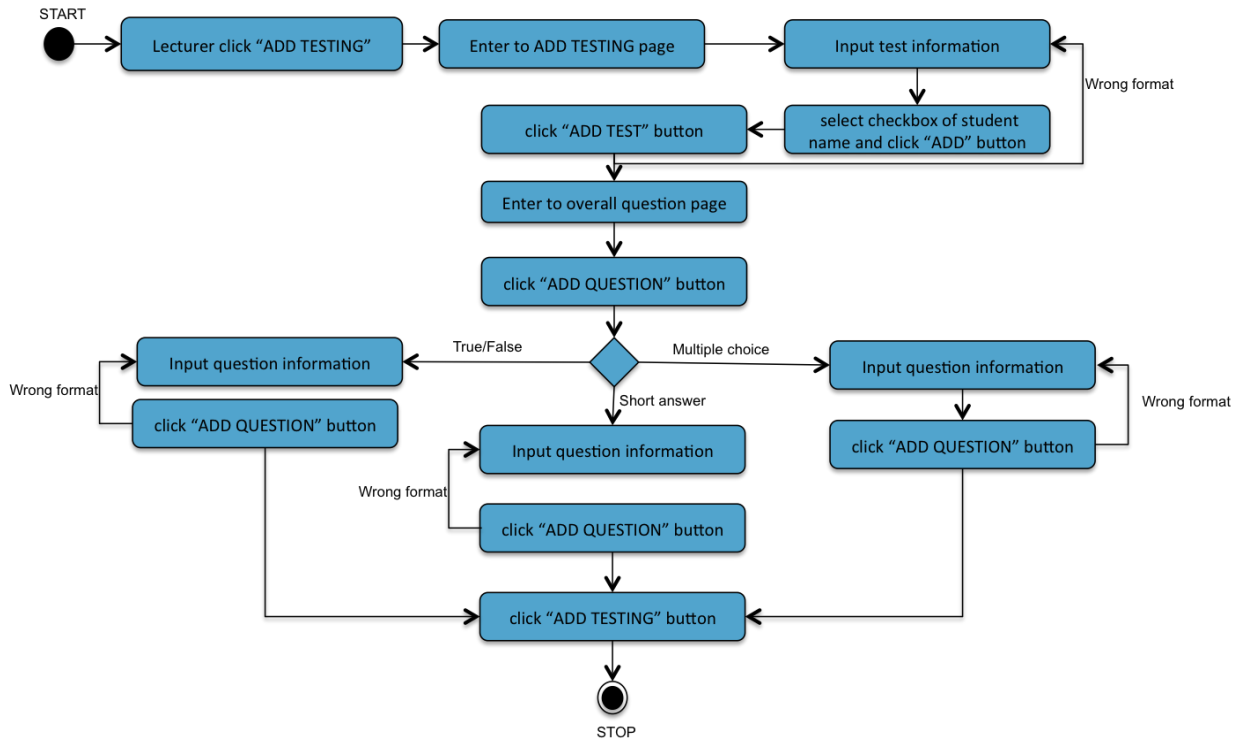 START
Lecturer click “ADD TESTING”
Enter to ADD TESTING page
Input test information
Wrong format
click “ADD TEST” button
select checkbox of student
name and click “ADD” button
Enter to overall question page
click “ADD QUESTION” button
True/False
Multiple choice
Input question information
Input question information
Wrong format
Short answer
Wrong format
click “ADD QUESTION” button
click “ADD QUESTION” button
Input question information
Wrong format
click “ADD QUESTION” button
click “ADD TESTING” button
STOP